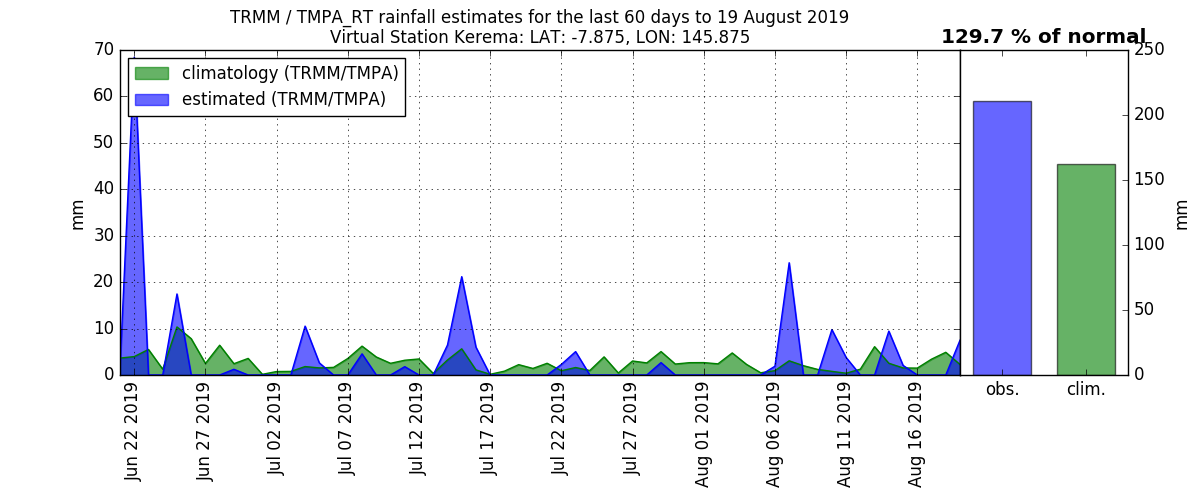 TRMM / TMPA_RT rainfall estimates for the last 60 days to 19 August 2019
Virtual Station Kerema: LAT: -7.875, LON: 145.875
129.7 % of normal
climatology (TRMM/TMPA)
estimated (TRMM/TMPA)
70
60
50
40
30
20
10
0
mm
Jun 22 2019
Jun 27 2019
Jul 02 2019
Jul 07 2019
Jul 12 2019
Jul 17 2019
Jul 22 2019
Jul 27 2019
Aug 01 2019
Aug 06 2019
Aug 11 2019
Aug 16 2019
250
200
150
100
50
0
mm
obs.
clim.